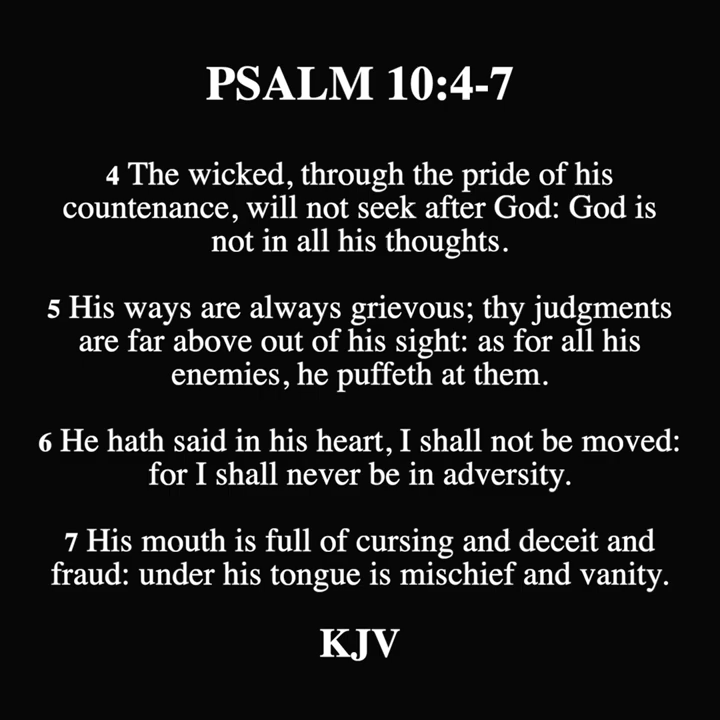 PSALM 10:4-7
4 The wicked, through the pride of his
countenance, will not seek after God: God is
not in all his thoughts.
5 His ways are always grievous; thy judgments
are far above out of his sight: as for all his
enemies, he puffeth at them.
6 He hath said in his heart, I shall not be moved:
for I shall never be in adversity.
7 His mouth is full of cursing and deceit and
fraud: under his tongue is mischief and vanity.
KJV